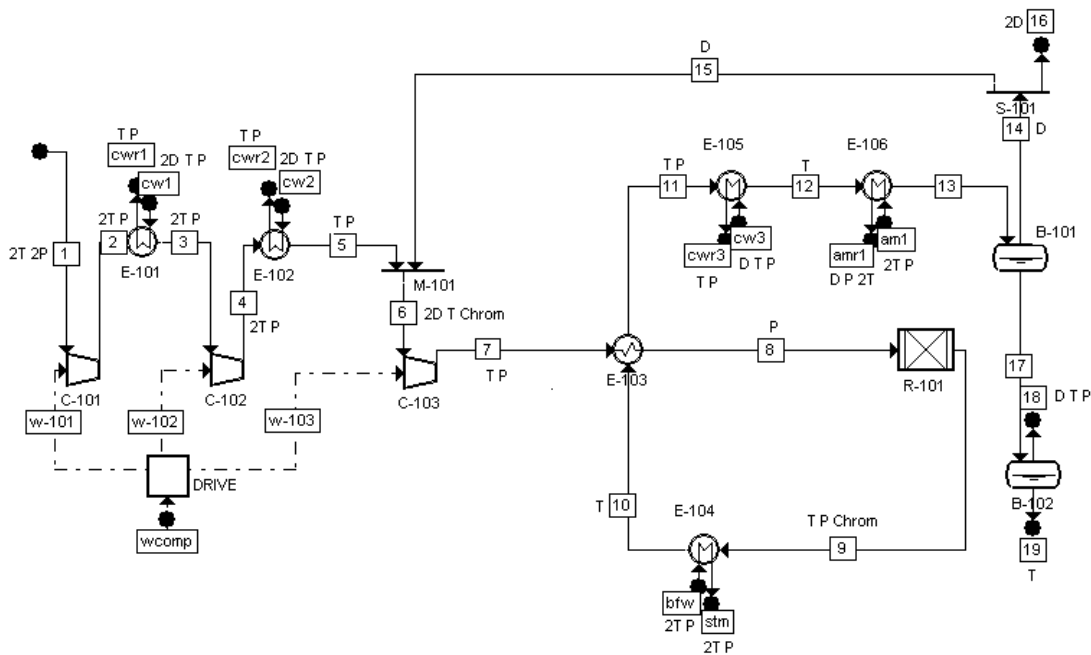 2D 16
D
15
S-101
14 D
T P
cwr1
2D T P
cw1
T P
cwr2
2D T P
cw2
E-105
E-106
T P
11
T
12
13
2T P
2
2T P
3
T P
5
2T 2P 1
E-101
E-102
M-101
cw3
cwr3 D T P
T P
am1
amr1 2T P
D P 2T
B-101
4
2T P
6 2D T Chrom
7
T P
P
8
E-103
R-101
17
18 D T P
C-101
C-102
C-103
w-101
w-102
w-103
DRIVE
wcomp
T 10
E-104
T P Chrom
9
B-102
19
T
bfw
2T P
stm
2T P